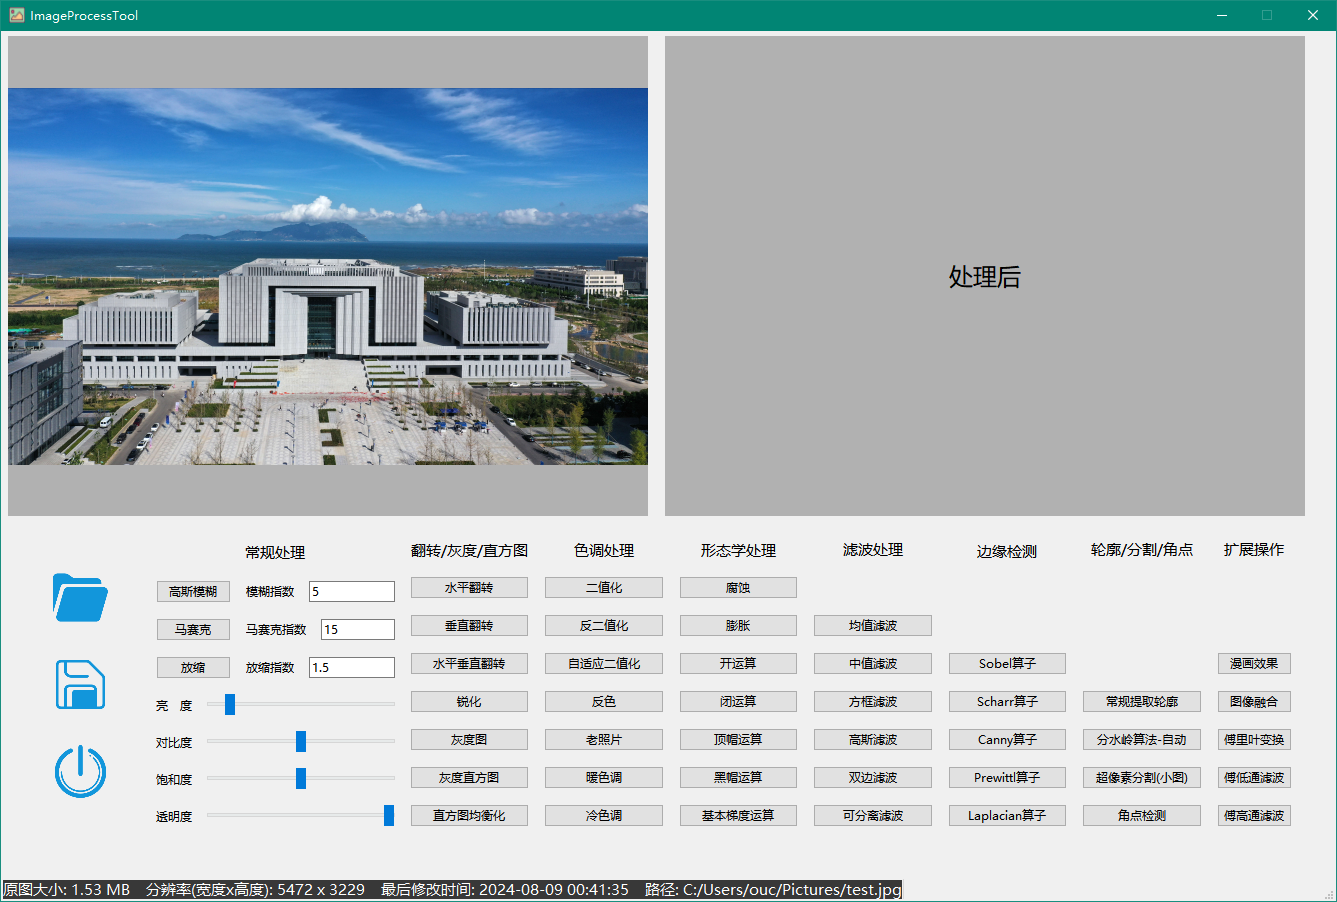 ImageProcessTool
处理后
常规处理
翻转/灰度/直方图
色调处理
形态学处理
滤波处理
边缘检测
轮廓/分割/角点
扩展操作
高斯模糊 模糊指数 5 水平翻转 二值化 腐蚀
马赛克 马赛克指数 15 垂直翻转 反二值化 膨胀 均值滤波
放缩 放缩指数 1.5 水平垂直翻转 自适应二值化 开运算 中值滤波 Sobel算子 漫画效果
亮 度 锐化 反色 闭运算 方框滤波 Scharr算子 常规提取轮廓 图像融合
对比度 灰度图 老照片 顶帽运算 高斯滤波 Canny算子 分水岭算法-自动 傅里叶变换
饱和度 灰度直方图 暖色调 黑帽运算 双边滤波 Prewittl算子 超像素分割(小图) 傅低通滤波
透明度 直方图均衡化 冷色调 基本梯度运算 可分离滤波 Laplacian算子 角点检测 傅高通滤波
原图大小: 1.53 MB 分辨率(宽度x高度): 5472 x 3229 最后修改时间: 2024-08-09 00:41:35 路径: C:/Users/ouc/Pictures/test.jpg